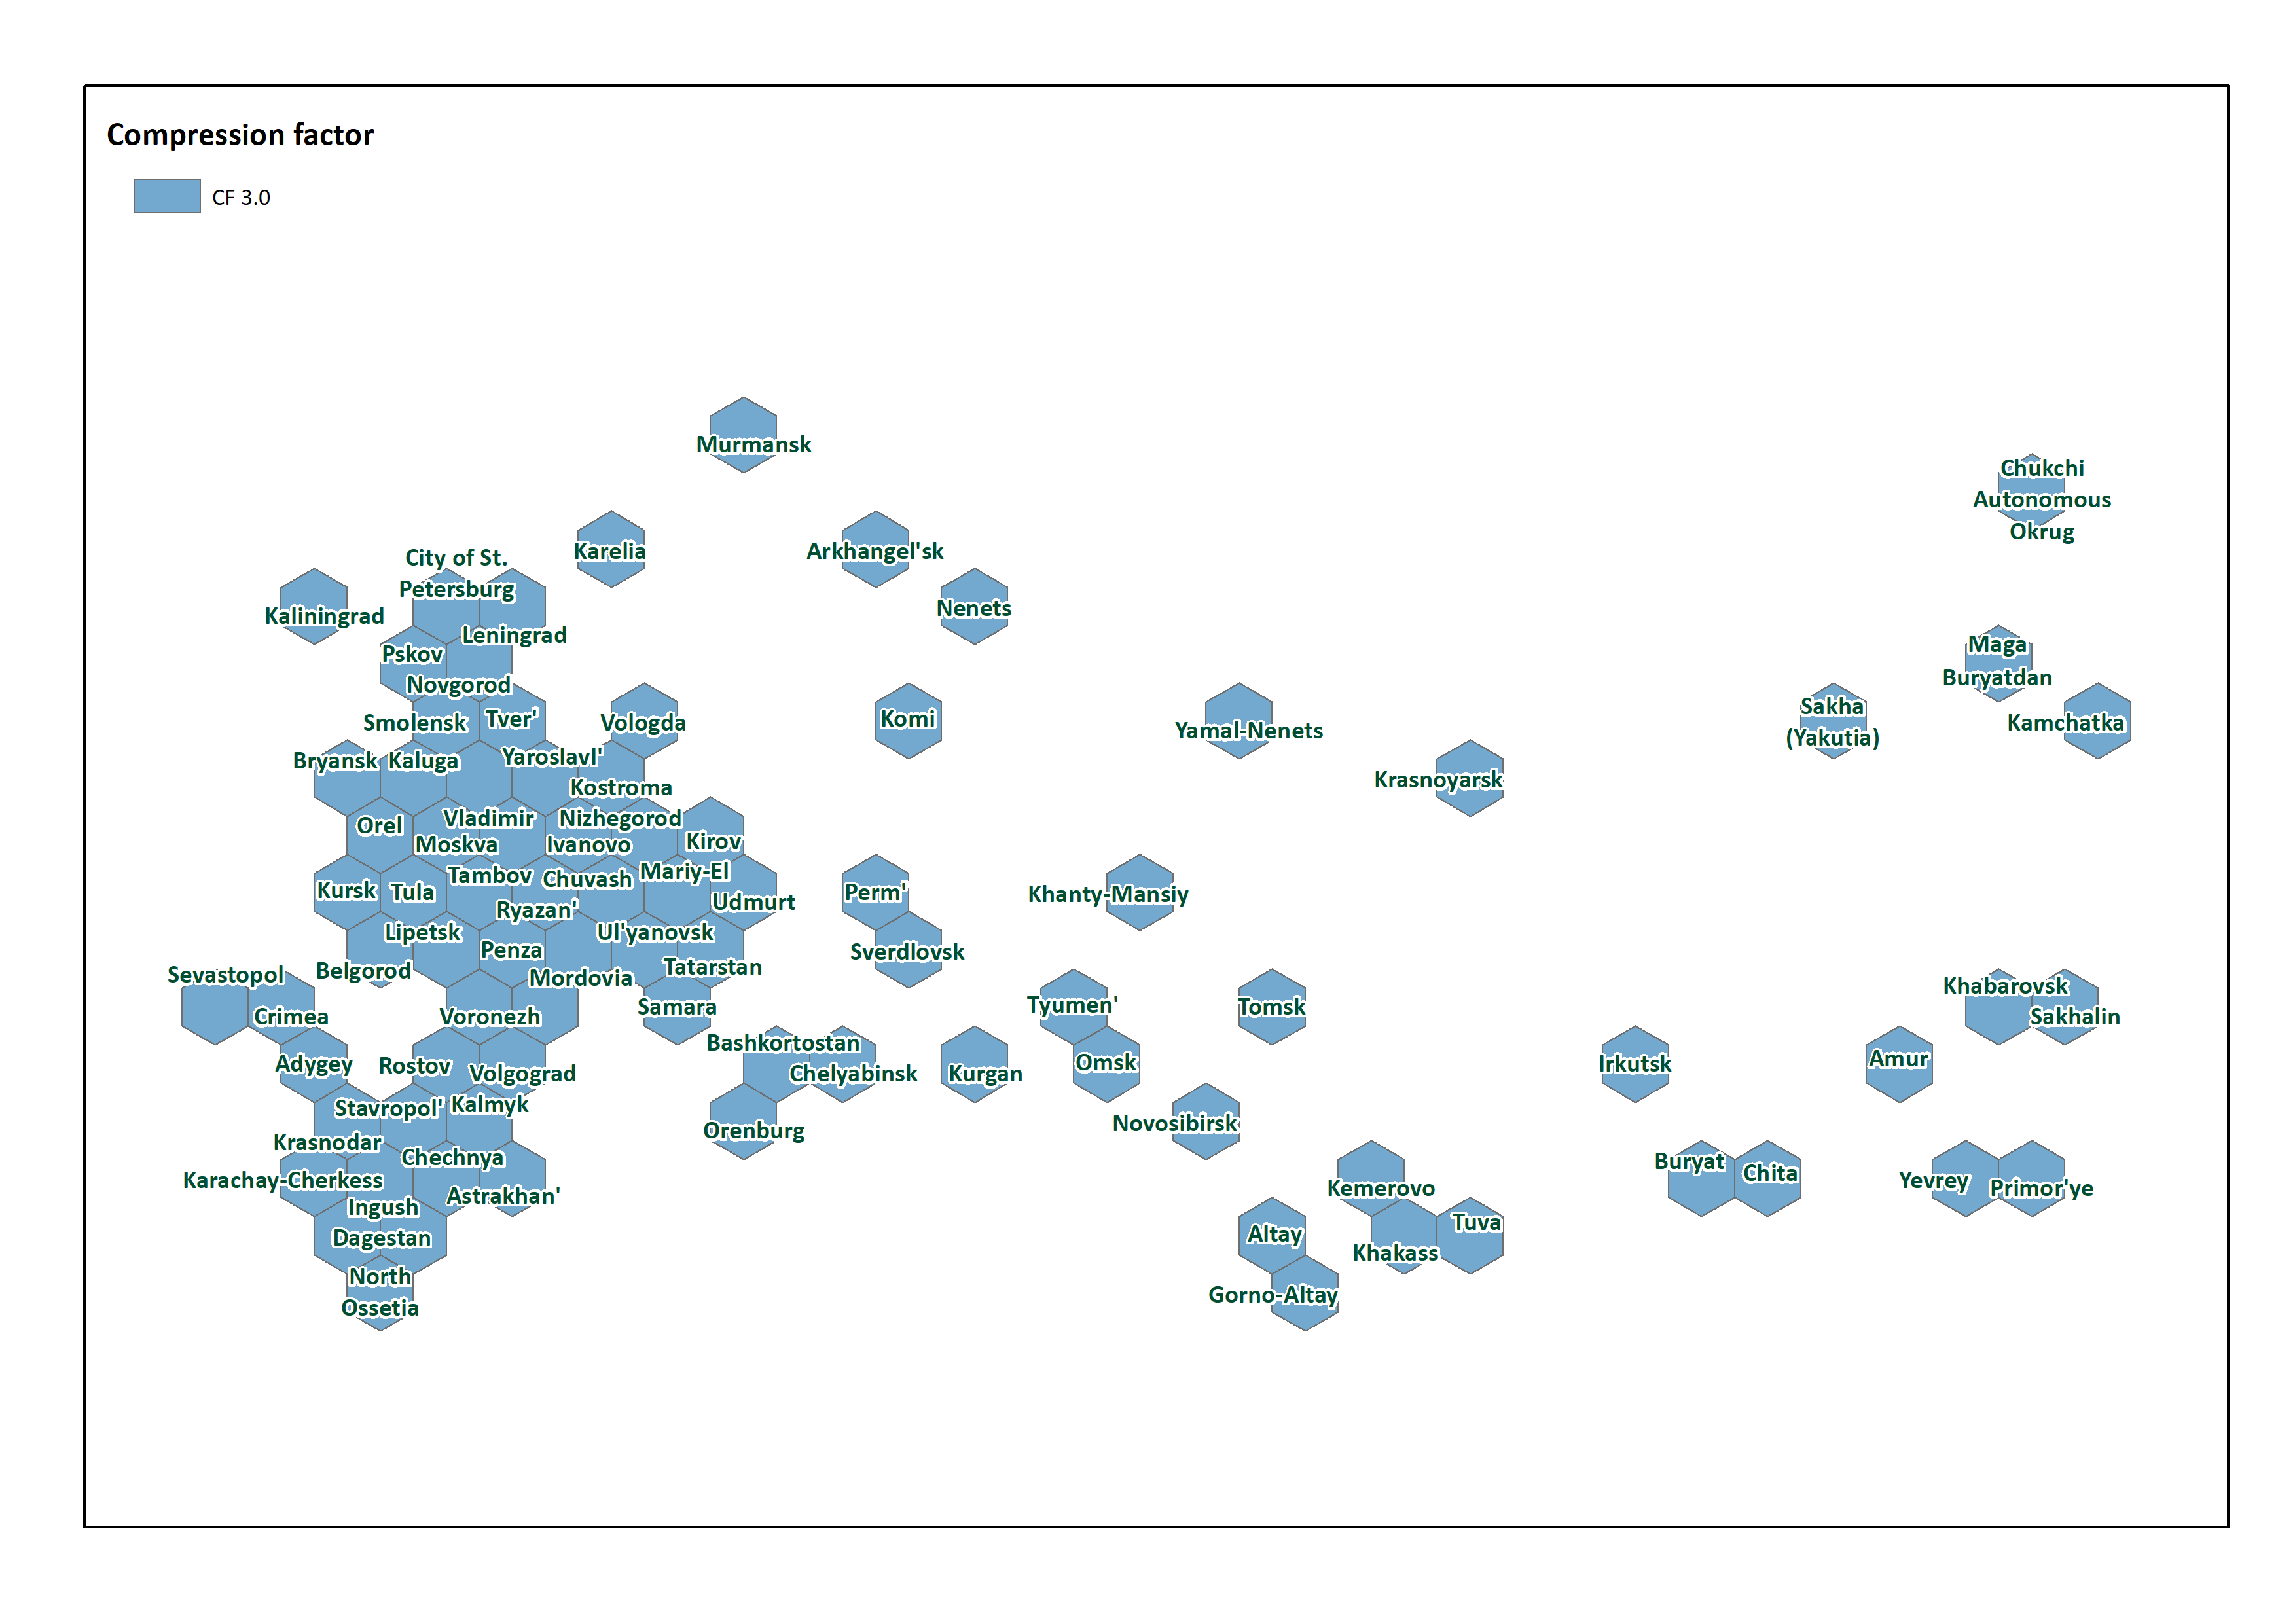 Compression factor
CF 3.0
Murmansk
Chukchi
Autonomous
Okrug
Karelia
Arkhangel'sk
City of St.
Petersburg
Kaliningrad
Nenets
Leningrad
Pskov
Maga
Novgorod
Buryatdan
Smolensk
Tver'
Vologda
Komi
Yamal-Nenets
Sakha
(Yakutia)
Kamchatka
Bryansk
Kaluga
Yaroslavl'
Kostroma
Krasnoyarsk
Orel
Vladimir
Nizhegorod
Moskva
Ivanovo
Kirov
Kursk
Tula
Tambov
Chuvash
Mariy-El
Udmurt
Ryazan'
Perm'
Khanty-Mansiy
Lipetsk
Penza
Ul'yanovsk
Sverdlovsk
Sevastopol
Belgorod
Mordovia
Tatarstan
Crimea
Voronezh
Samara
Tyumen'
Tomsk
Khabarovsk
Sakhalin
Adygey
Rostov
Volgograd
Bashkortostan
Chelyabinsk
Kurgan
Omsk
Irkutsk
Amur
Stavropol'
Kalmyk
Krasnodar
Orenburg
Novosibirsk
Chechnya
Karachay-Cherkess
Astrakhan'
Kemerovo
Buryat
Chita
Yevrey
Primor'ye
Ingush
Dagestan
Altay
Khakass
Tuva
North
Ossetia
Gorno-Altay